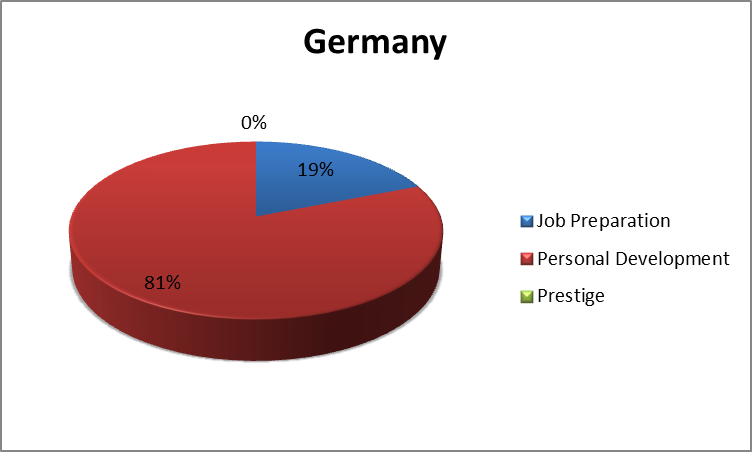 Germany
0%
19%
81%
Job Preparation
Personal Development
Prestige